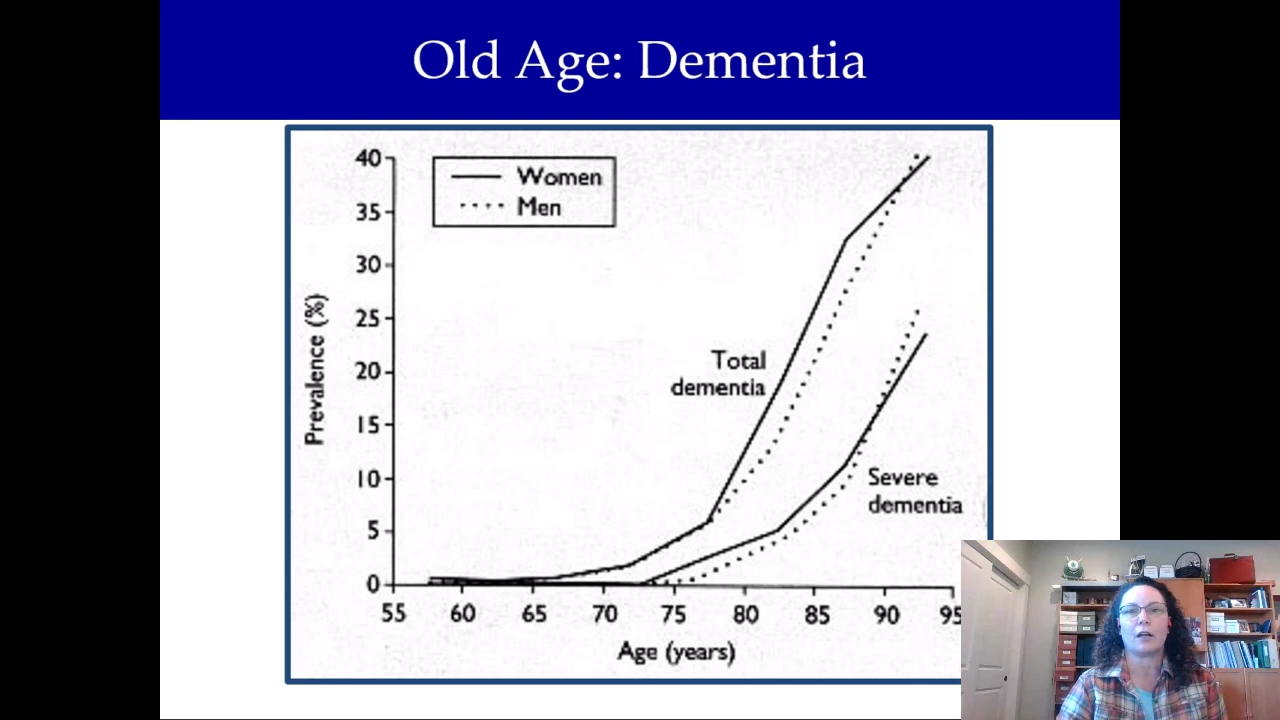 Old Age: Dementia
Women
Men
40
35
30
25
20
15
10
5
0
Prevalence (%)
Total
dementia
Severe
dementia
55 60 65 70 75 80 85 90 95
Age (years)